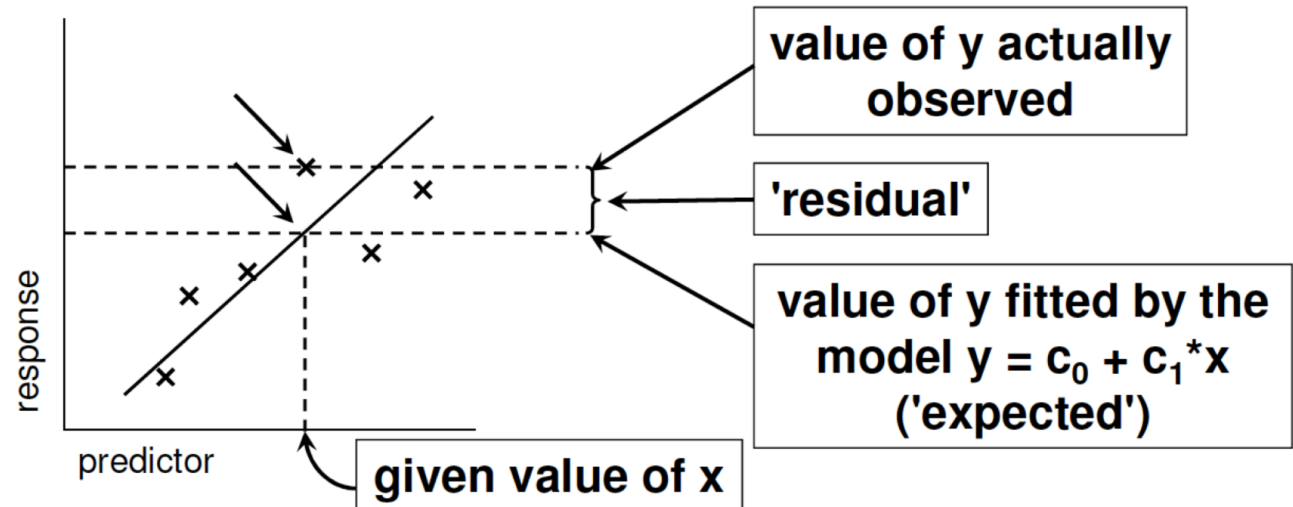 value of y actually
observed
'residual'
value of y fitted by the
model y = c₀ + c₁*x
('expected')
response
predictor
given value of x